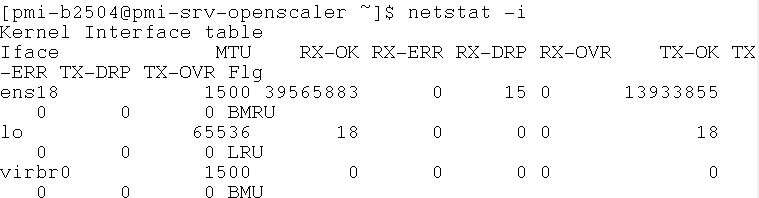 [pmi-b2504@pmi-srv-openscaler ~]$ netstat -i
Kernel Interface table
Iface             MTU    RX-OK RX-ERR RX-DRP RX-OVR    TX-OK TX
-ERR TX-DRP TX-OVR Flg
ens18            1500 39565883      0     15 0      13933855
   0      0      0 BMRU
lo              65536       18      0      0 0            18
   0      0      0 LRU
virbr0           1500        0      0      0 0             0
   0      0      0 BMU